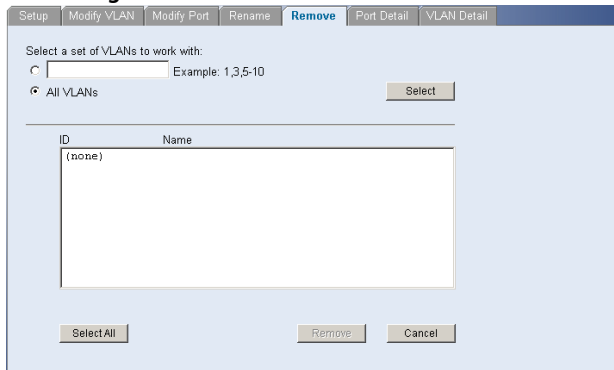 Setup Modify VLAN Modify Port Rename Remove Port Detail VLAN Detail
Select a set of VLANs to work with:
Example: 1,3,5-10
All VLANs Select
ID Name
(none)
Select All Remove Cancel